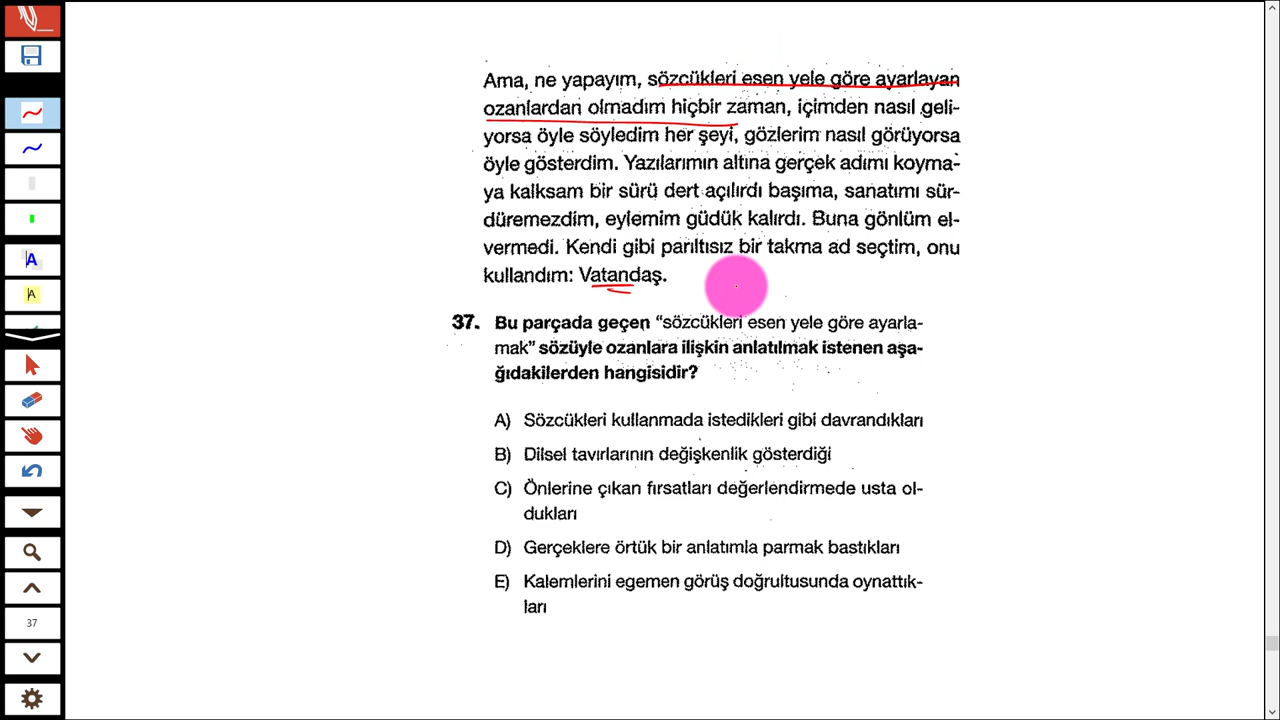 Ama, ne yapayım, sözcükleri esen yele göre ayarlayan
ozanlardan olmadım hiçbir zaman, içimden nasıl geli-
yorsa öyle söyledim her şeyi, gözlerim nasıl görüyorsa
öyle gösterdim. Yazılarımın altına gerçek adımı koyma-
ya kalksam bir sürü dert açılırdı başıma, sanatımı sür-
düremezdim, eylemim güdük kalırdı. Buna gönlüm el-
vermedi. Kendi gibi parıltısız bir takma ad seçtim, onu
kullandım: Vatandaş.
37. Bu parçada geçen "sözcükleri esen yele göre ayarla-
mak" sözüyle ozanlara ilişkin anlatılmak istenen aşa-
ğıdakilerden hangisidir?
A) Sözcükleri kullanmada istedikleri gibi davrandıkları
B) Dilsel tavırlarının değişkenlik gösterdiği
C) Önlerine çıkan fırsatları değerlendirmede usta ol-
dukları
D) Gerçeklere örtük bir anlatımla parmak bastıkları
E) Kalemlerini egemen görüş doğrultusunda oynattık-
ları
A
A
37